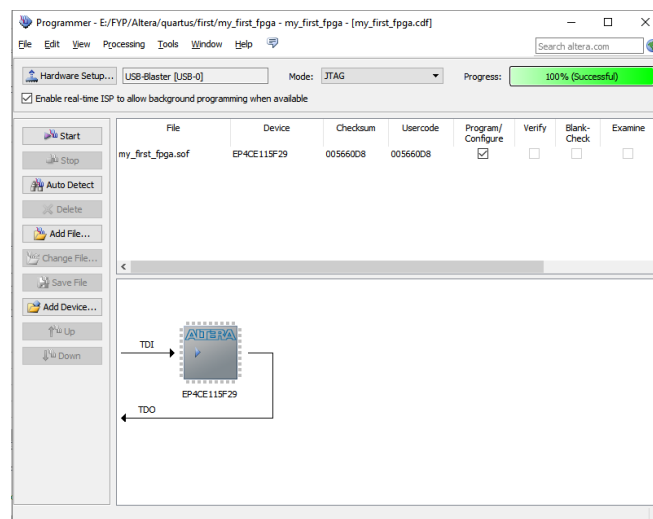 Programmer - E:/FYP/Altera/quartus/first/my_first_fpga - my_first_fpga - [my_first_fpga.cdf]
File Edit View Processing Tools Window Help
Search altera.com
Hardware Setup... USB-Blaster [USB-0] Mode: JTAG Progress: 100% (Successful)
Enable real-time ISP to allow background programming when available
Start
Stop
Auto Detect
Delete
Add File...
Change File...
Save File
Add Device...
Up
Down
File Device Checksum Usercode Program/ Configure Verify Blank- Check Examine
my_first_fpga.sof EP4CE115F29 005660D8 005660D8
TDI
ALTERA
EP4CE115F29
TDO